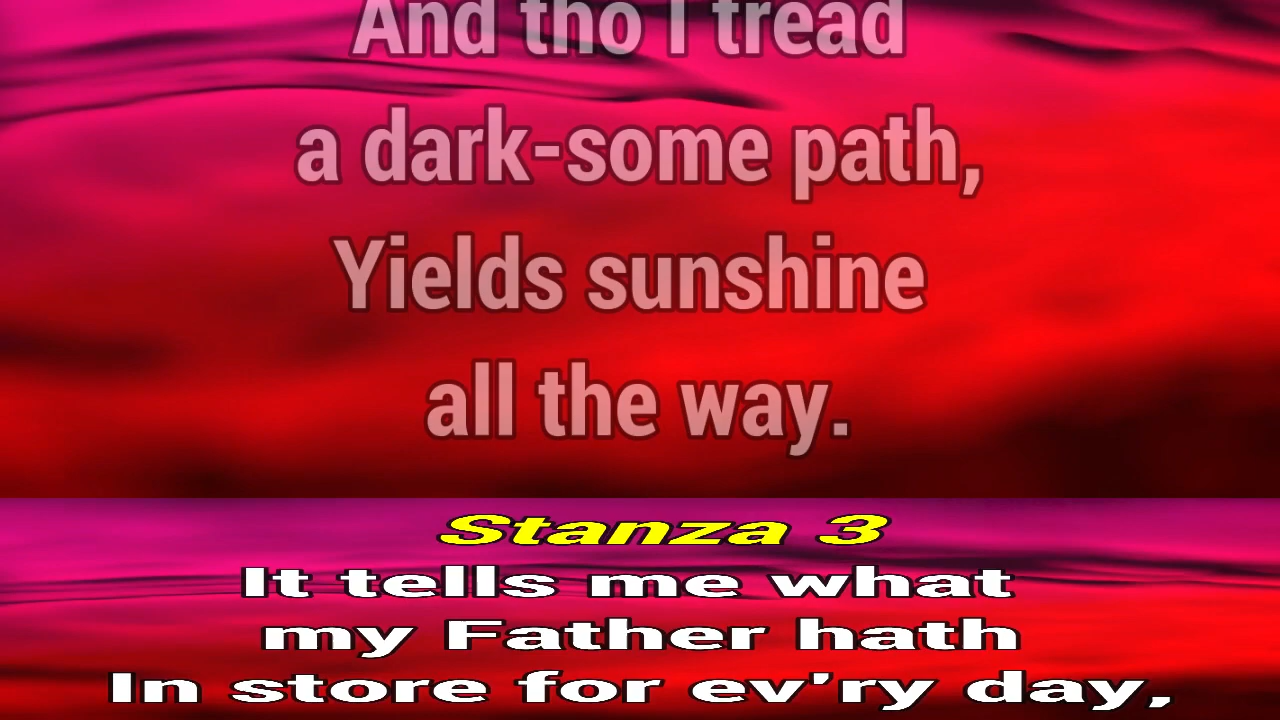 And tho I tread
a dark-some path,
Yields sunshine
all the way.
Stanza 3
It tells me what
my Father hath
In store for ev'ry day,